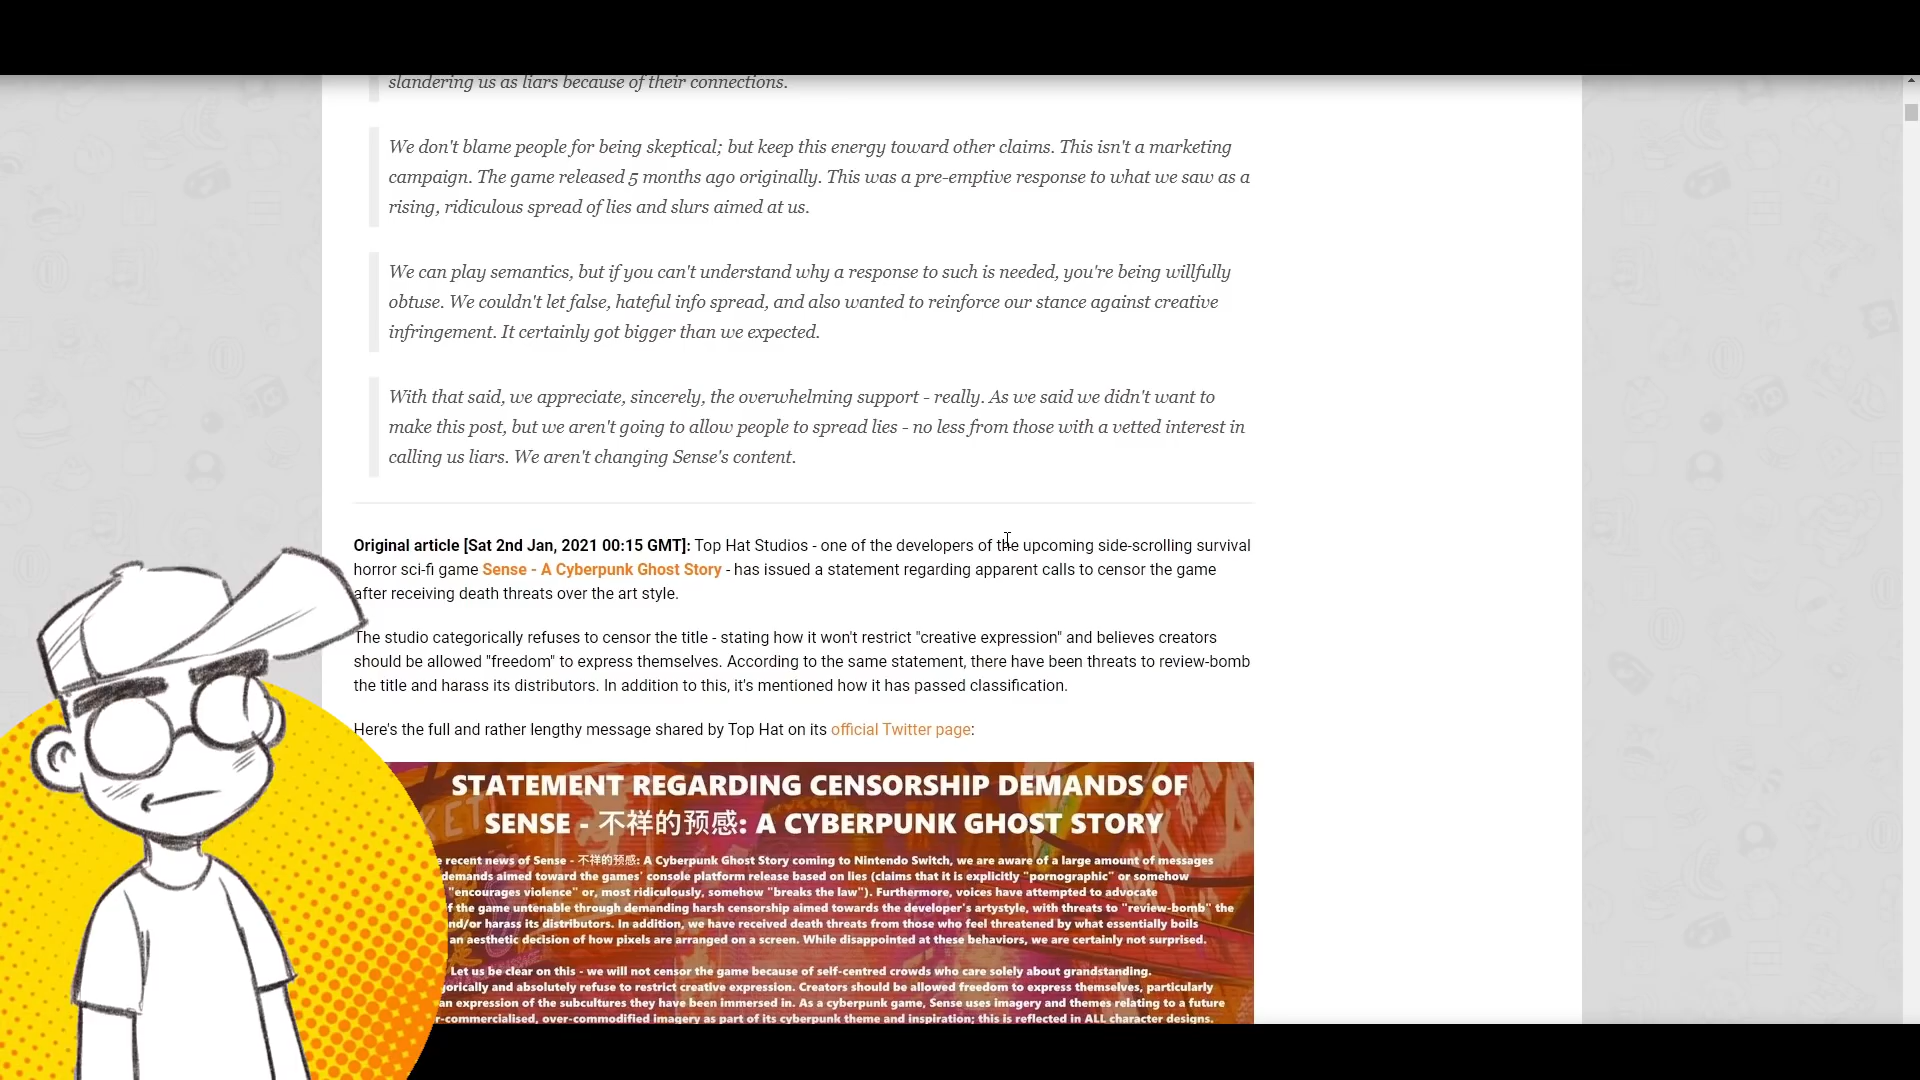 slandering us as liars because of their connections.
We don't blame people for being skeptical; but keep this energy toward other claims. This isn't a marketing
campaign. The game released 5 months ago originally. This was a pre-emptive response to what we saw as a
rising, ridiculous spread of lies and slurs aimed at us.
We can play semantics, but if you can't understand why a response to such is needed, you're being willfully
obtuse. We couldn't let false, hateful info spread, and also wanted to reinforce our stance against creative
infringement. It certainly got bigger than we expected.
With that said, we appreciate, sincerely, the overwhelming support - really. As we said we didn't want to
make this post, but we aren't going to allow people to spread lies - no less from those with a vetted interest in
calling us liars. We aren't changing Sense's content.
Original article [Sat 2nd Jan, 2021 00:15 GMT]: Top Hat Studios - one of the developers of the upcoming side-scrolling survival
horror sci-fi game Sense - A Cyberpunk Ghost Story - has issued a statement regarding apparent calls to censor the game
after receiving death threats over the art style.
The studio categorically refuses to censor the title - stating how it won't restrict "creative expression" and believes creators
should be allowed "freedom" to express themselves. According to the same statement, there have been threats to review-bomb
the title and harass its distributors. In addition to this, it's mentioned how it has passed classification.
Here's the full and rather lengthy message shared by Top Hat on its official Twitter page:
STATEMENT REGARDING CENSORSHIP DEMANDS OF
SENSE - 不祥的预感: A CYBERPUNK GHOST STORY
recent news of Sense - 不祥的预感: A Cyberpunk Ghost Story coming to Nintendo Switch, we are aware of a large amount of messages
demands aimed toward the games' console platform release based on lies (claims that it is explicitly "pornographic" or somehow
"encourages violence" or, most ridiculously, somehow "breaks the law"). Furthermore, voices have attempted to advocate
the game untenable through demanding harsh censorship aimed towards the developer's artystyle, with threats to "review-bomb" the
harass its distributors. In addition, we have received death threats from those who feel threatened by what essentially boils
an aesthetic decision of how pixels are arranged on a screen. While disappointed at these behaviors, we are certainly not surprised.
Let us be clear on this - we will not censor the game because of self-centred crowds who care solely about grandstanding.
and absolutely refuse to restrict creative expression. Creators should be allowed freedom to express themselves, particularly
an expression of the subcultures they have been immersed in. As a cyberpunk game, Sense uses imagery and themes relating to a future
over-commodified imagery as part of its cyberpunk theme and inspiration; this is reflected in ALL character designs.